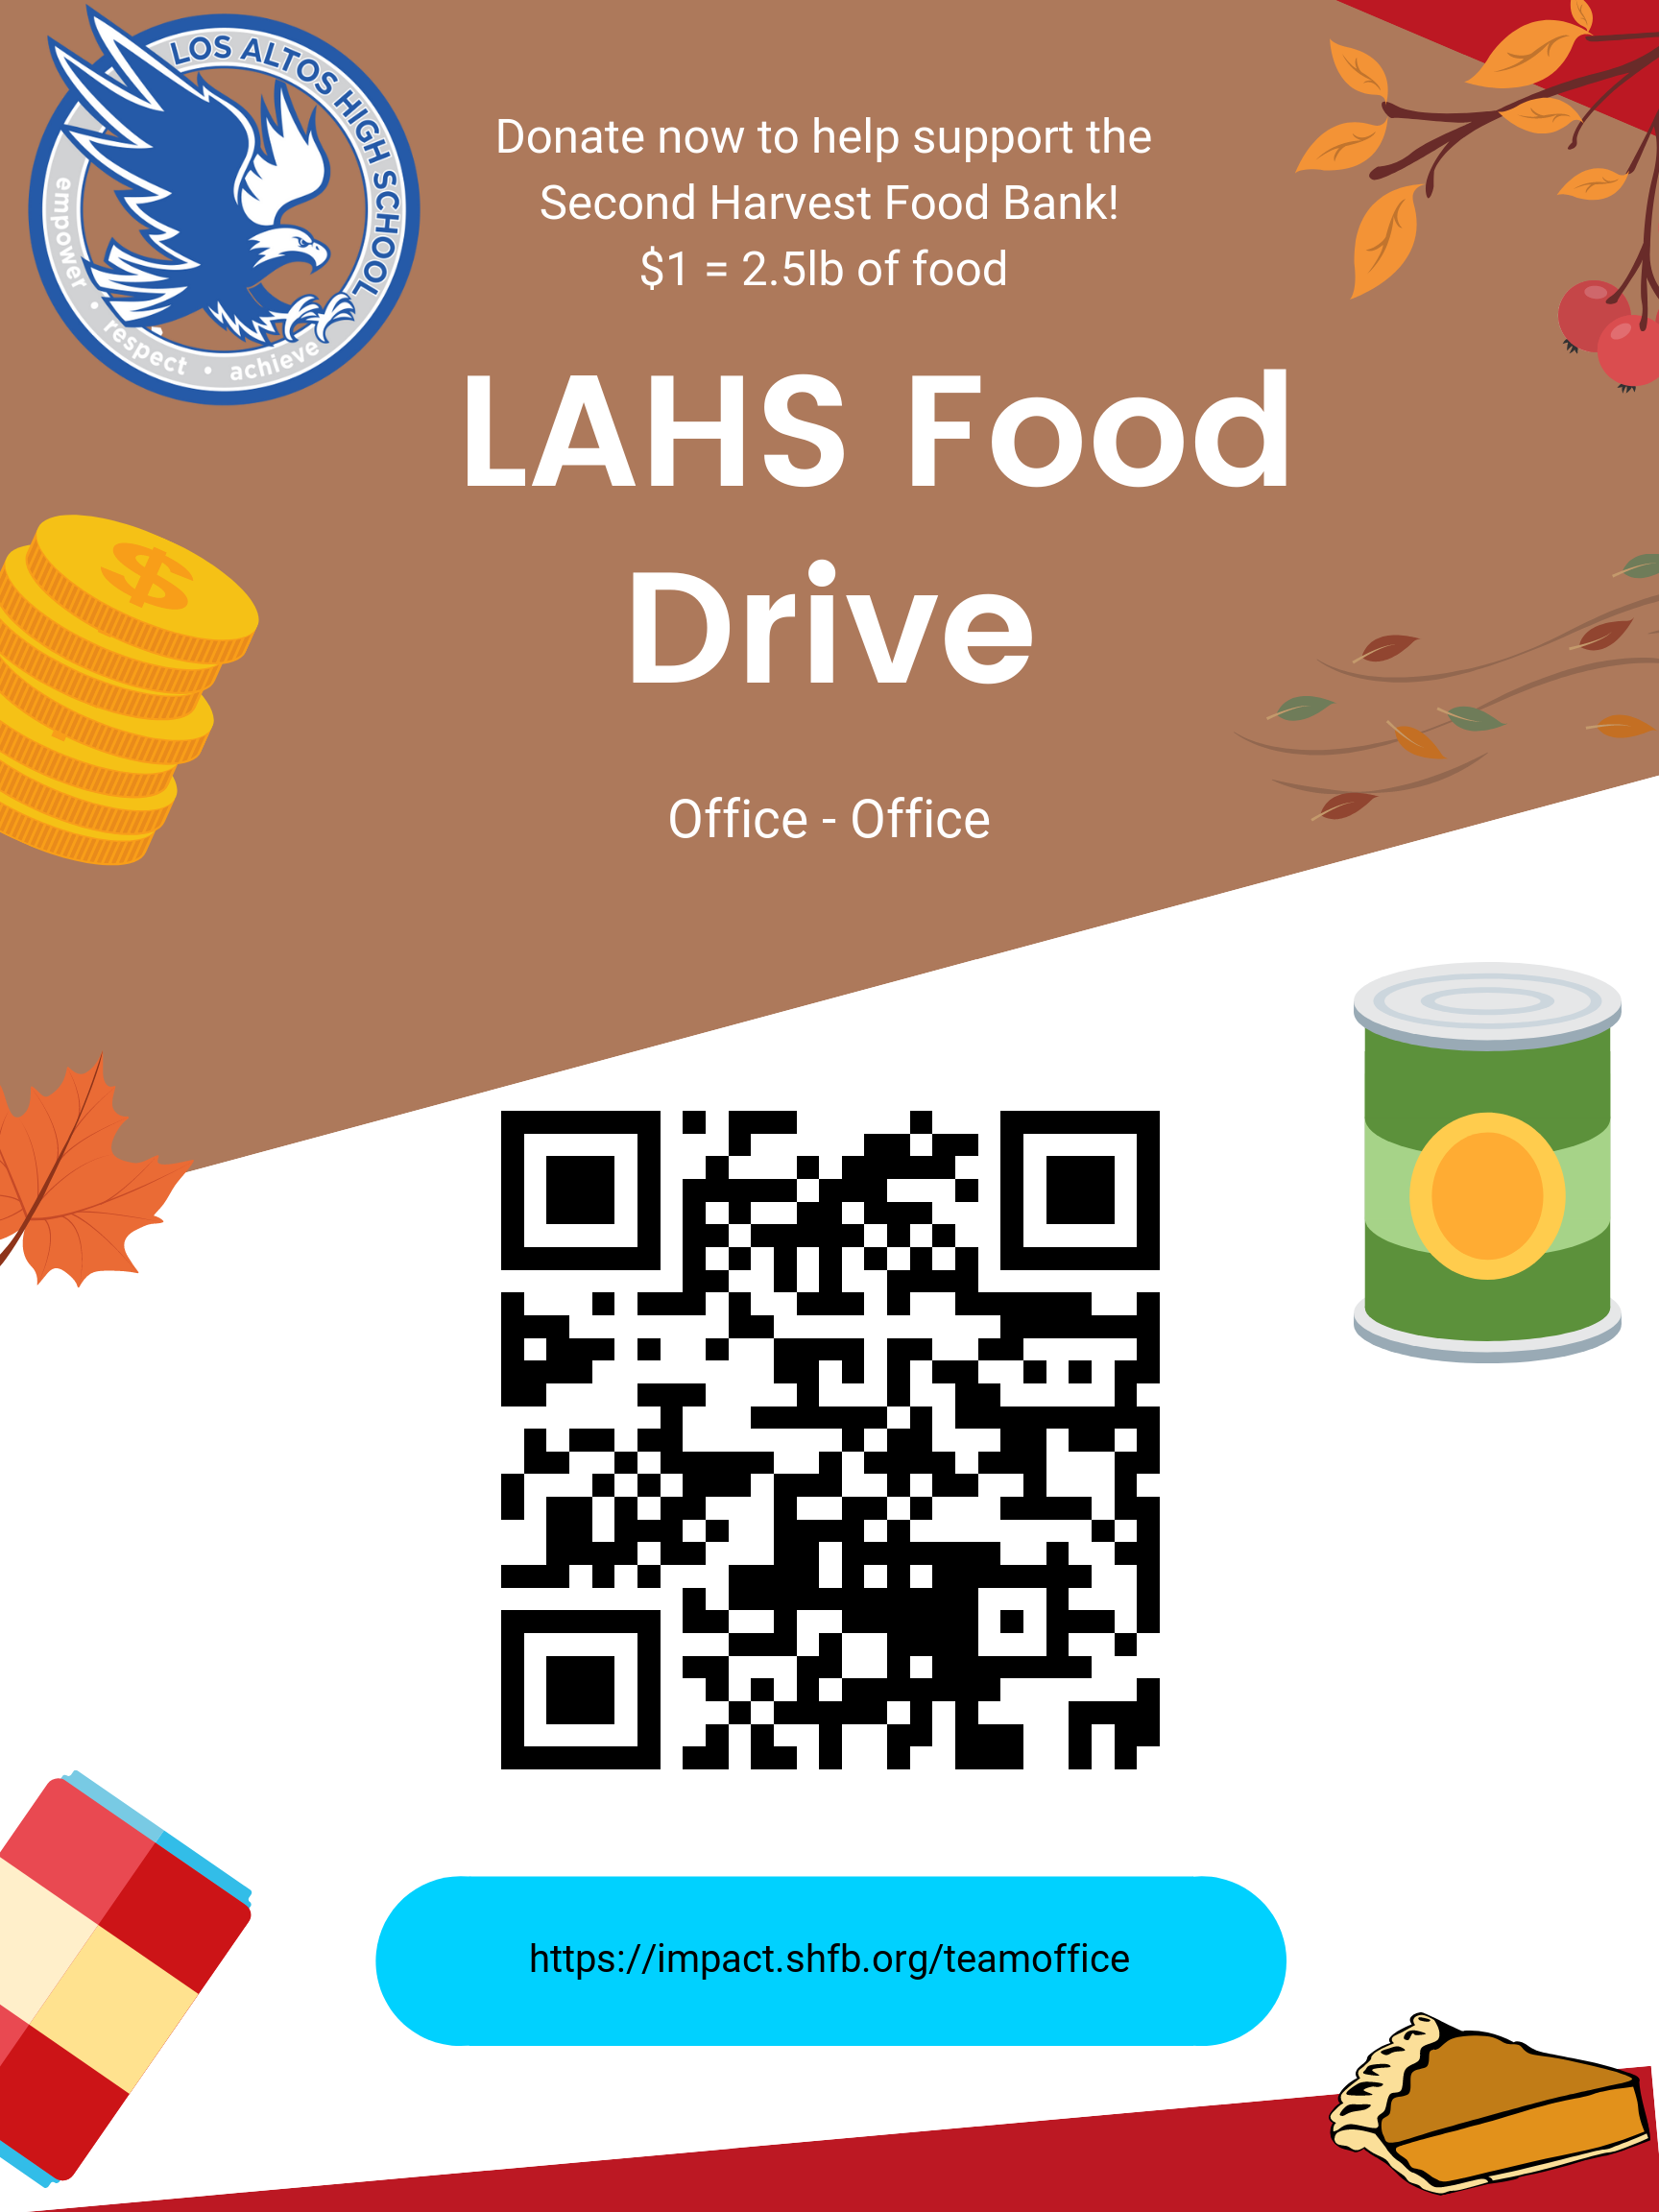 LOS ALTOS HIGH SCHOOL
empower • respect • achieve
Donate now to help support the
Second Harvest Food Bank!
$1 = 2.5lb of food
LAHS Food
Drive
$
Office - Office
https://impact.shfb.org/teamoffice